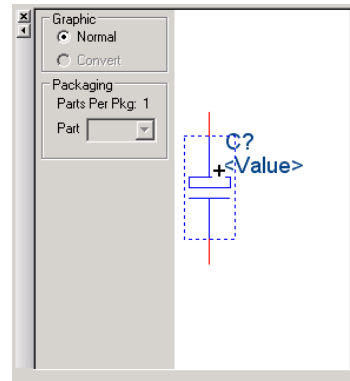 Graphic
Normal
Convert
Packaging
Parts Per Pkg: 1
Part
C?
<Value>